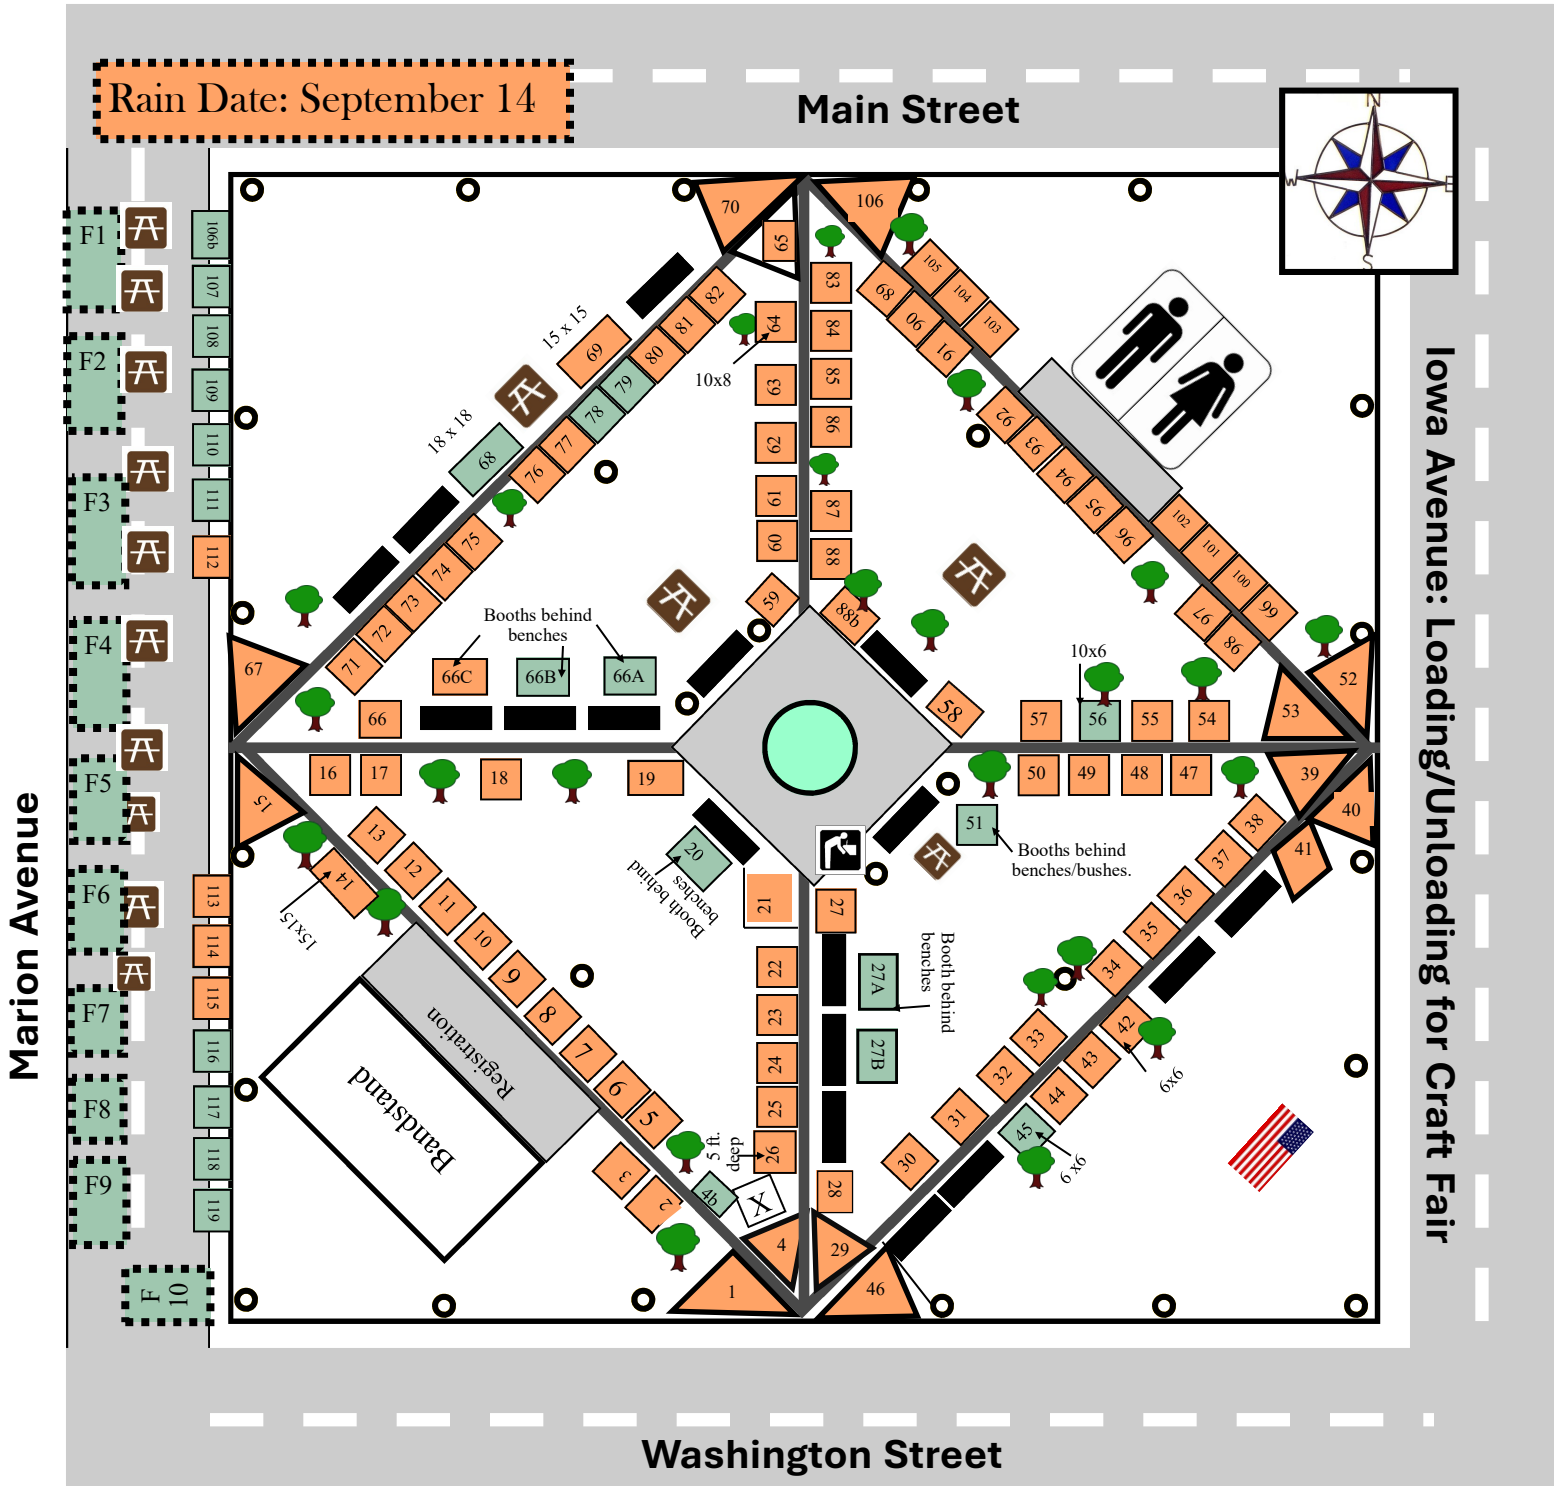 Rain Date: September 14
Main Street
N
W
E
S
Iowa Avenue: Loading/Unloading for Craft Fair
Marion Avenue
Washington Street
F1
F2
F3
F4
F5
F6
F7
F8
F9
F
10
106b
107
108
109
110
111
112
113
114
115
116
117
118
119
70
65
106
105
104
103
82
81
80
79
78
77
76
75
74
73
72
71
15 x 15
69
18 x 18
68
64
10x8
63
62
61
60
59
83
84
85
86
87
88
88b
89
90
91
92
93
94
95
96
97
98
102
101
100
99
67
Booths behind
benches
66C
66B
66A
66
58
57
10x6
56
55
54
53
52
15
16
17
18
19
50
49
48
47
39
40
41
51
Booths behind
benches/bushes.
20
Booth behind
benches
21
27
13
12
11
10
9
8
7
6
5
14
15x15
Registration
Bandstand
3
2
4b
X
4
1
22
23
24
25
26
5 ft.
deep
27A
27B
Booth behind
benches
28
29
46
30
31
32
33
34
35
36
37
38
42
6x6
43
44
45
6 x6